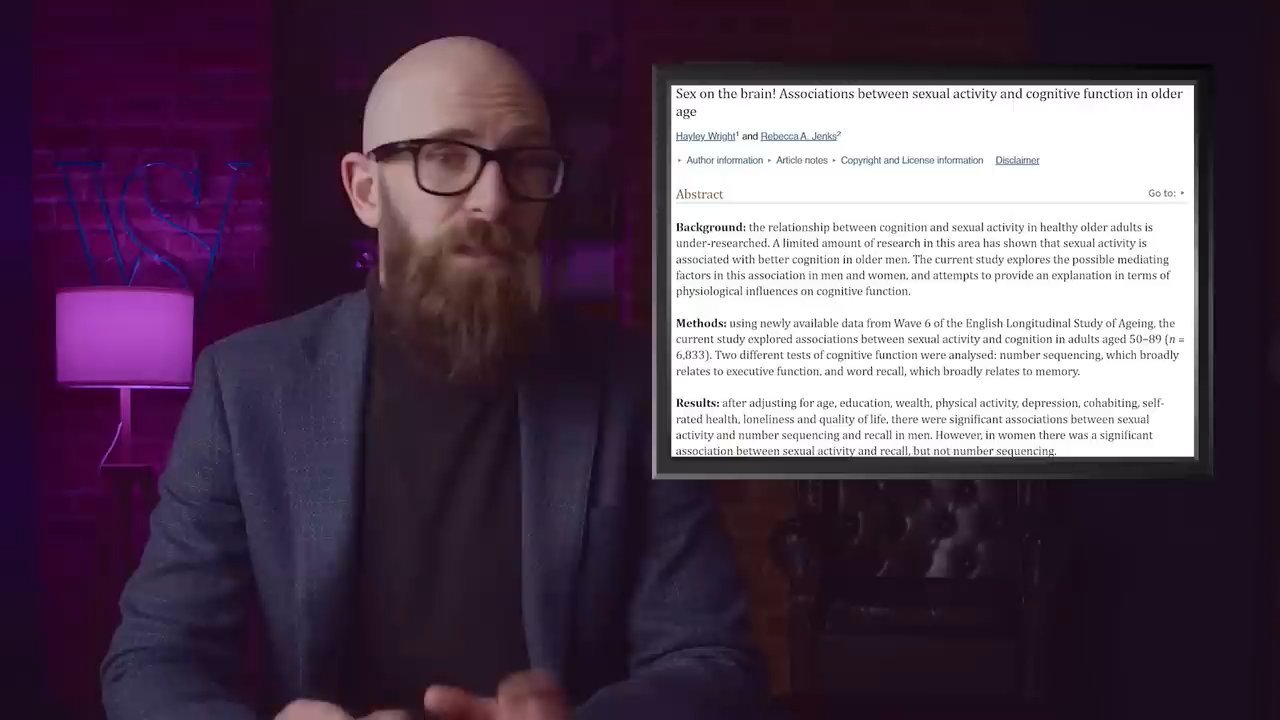 VS
Sex on the brain! Associations between sexual activity and cognitive function in older
age
Hayley Wright¹ and Rebecca A. Jenks²
‣ Author information ‣ Article notes ‣ Copyright and License information Disclaimer
Abstract
Go to: ‣
Background: the relationship between cognition and sexual activity in healthy older adults is
under-researched. A limited amount of research in this area has shown that sexual activity is
associated with better cognition in older men. The current study explores the possible mediating
factors in this association in men and women, and attempts to provide an explanation in terms of
physiological influences on cognitive function.
Methods: using newly available data from Wave 6 of the English Longitudinal Study of Ageing, the
current study explored associations between sexual activity and cognition in adults aged 50–89 (n =
6,833). Two different tests of cognitive function were analysed: number sequencing, which broadly
relates to executive function, and word recall, which broadly relates to memory.
Results: after adjusting for age, education, wealth, physical activity, depression, cohabiting, self-
rated health, loneliness and quality of life, there were significant associations between sexual
activity and number sequencing and recall in men. However, in women there was a significant
association between sexual activity and recall, but not number sequencing.